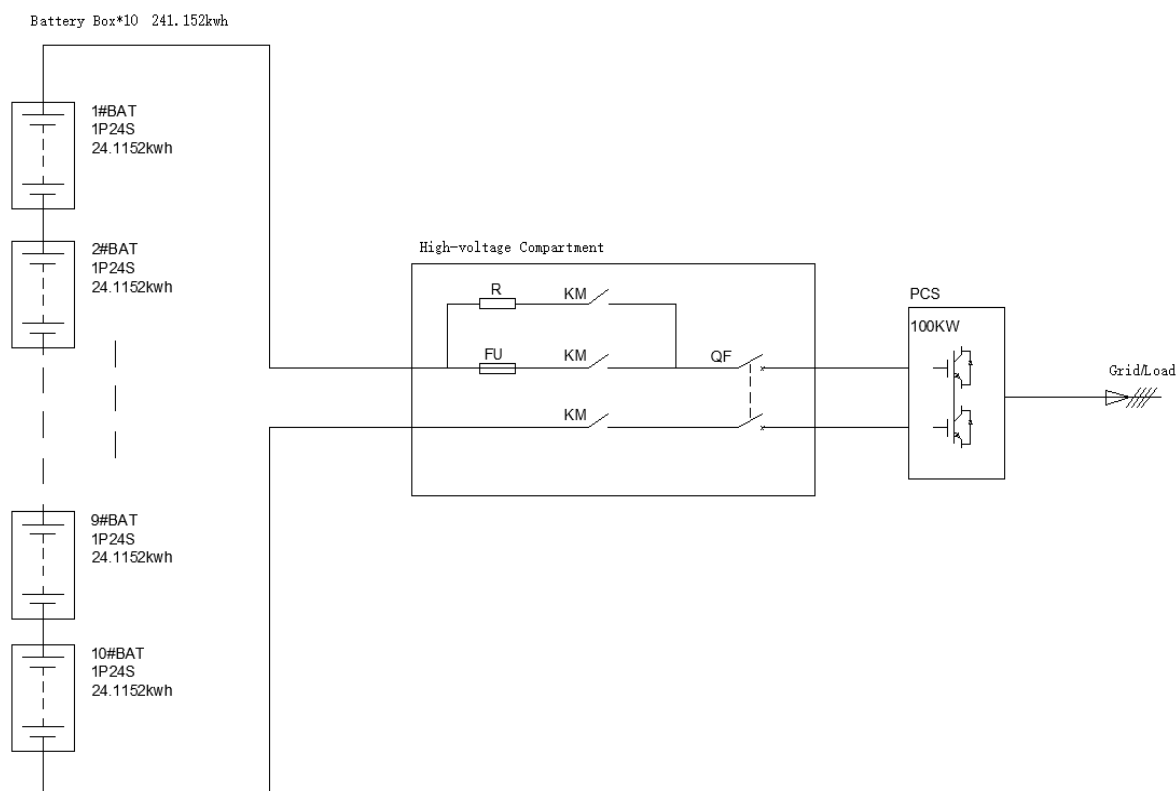 Battery Box*10  241.152kwh
1#BAT
1P24S
24.1152kwh
2#BAT
1P24S
24.1152kwh
9#BAT
1P24S
24.1152kwh
10#BAT
1P24S
24.1152kwh
High-voltage Compartment
R
KM
FU
KM
QF
KM
PCS
100KW
Grid/Load